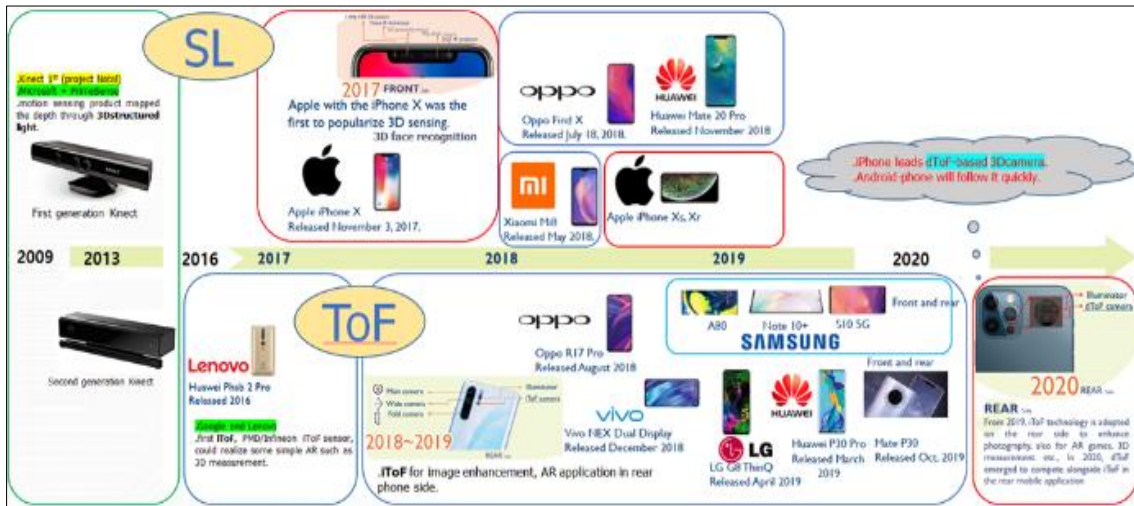 SL
.Kinect 1st (project Natal)
.Microsoft + PrimeSense
.motion sensing product mapped
the depth through 3Dstructured
light.
First generation Kinect
2017 FRONT
Apple with the iPhone X was the
first to popularize 3D sensing.
3D face recognition
Apple iPhone X
Released November 3, 2017.
oppo
Oppo Find X
Released July 18, 2018.
HUAWEI
Huawei Mate 20 Pro
Released November 2018
MI
Xiaomi Mi8
Released May 2018.
Apple iPhone Xs, Xr
.iPhone leads dToF-based 3Dcamera.
.Android-phone will follow it quickly.
2009
2013
2016
2017
2018
2019
2020
Second generation Kinect
ToF
Lenovo
Huawei Phab 2 Pro
Released 2016
.Google and Lenovo
.first iToF, PMD/Infineon iToF sensor,
could realize some simple AR such as
3D measurement.
oppo
Oppo R17 Pro
Released August 2018
Main camera
Wide camera
Fold camera
Illuminator
iToF camera
2018~2019
REAR
.iToF for image enhancement, AR application in rear
phone side.
vivo
Vivo NEX Dual Display
Released December 2018
A80
Note 10+
S10 5G
Front and rear
SAMSUNG
LG
LG G8 ThinQ
Released April 2019
HUAWEI
Huawei P30 Pro
Released March
2019
Front and rear
Mate P30
Released Oct. 2019
Illuminator
dToF camera
2020 REAR
REAR
From 2019, iToF technology is adopted
on the rear side to enhance
photography, also for AR games, 3D
measurement etc., In 2020, dToF
emerged to compete alongside iToF in
the rear mobile application